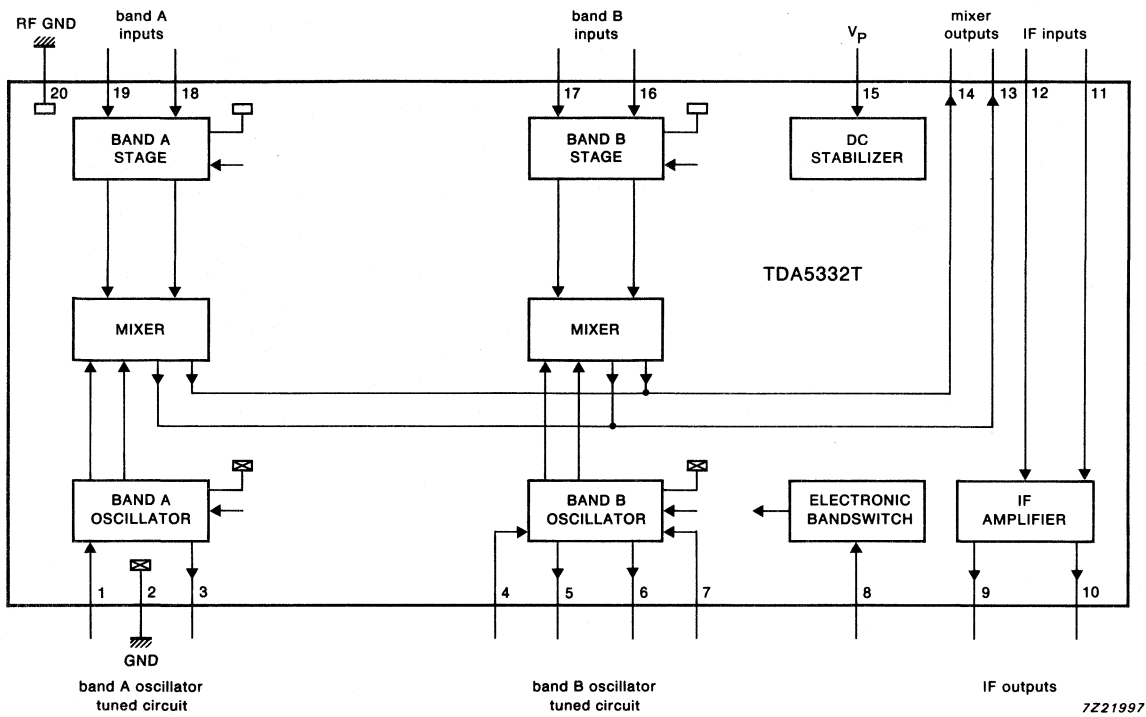 RF GND
band A
inputs
band B
inputs
VP
mixer
outputs
IF inputs
20
19
18
17
16
15
14
13
12
11
BAND A
STAGE
BAND B
STAGE
DC
STABILIZER
TDA5332T
MIXER
MIXER
BAND A
OSCILLATOR
BAND B
OSCILLATOR
ELECTRONIC
BANDSWITCH
IF
AMPLIFIER
1
2
3
4
5
6
7
8
9
10
GND
band A oscillator
tuned circuit
band B oscillator
tuned circuit
IF outputs
7Z21997